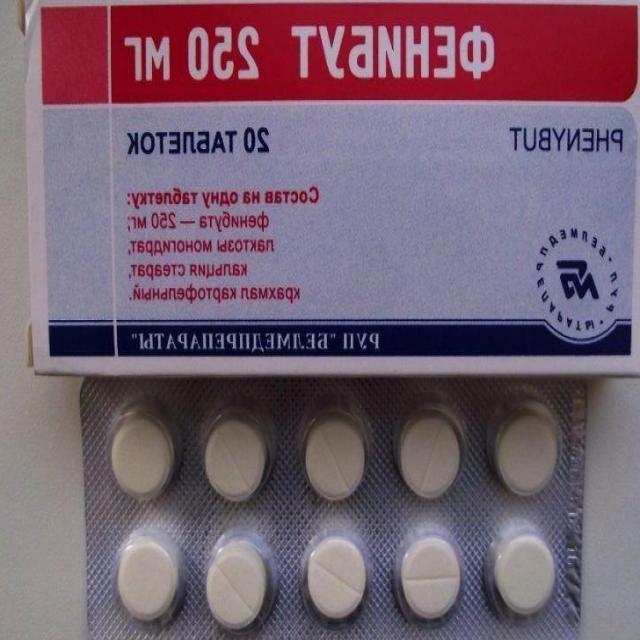 ФЕНИБУТ 250 МГ
PHENYBUT
20 ТАБЛЕТОК
Состав на одну таблетку:
фенибута — 250 мг;
лактозы моногидрат,
кальция стеарат,
крахмал картофельный.
РУП "БЕЛМЕДПРЕПАРАТЫ"